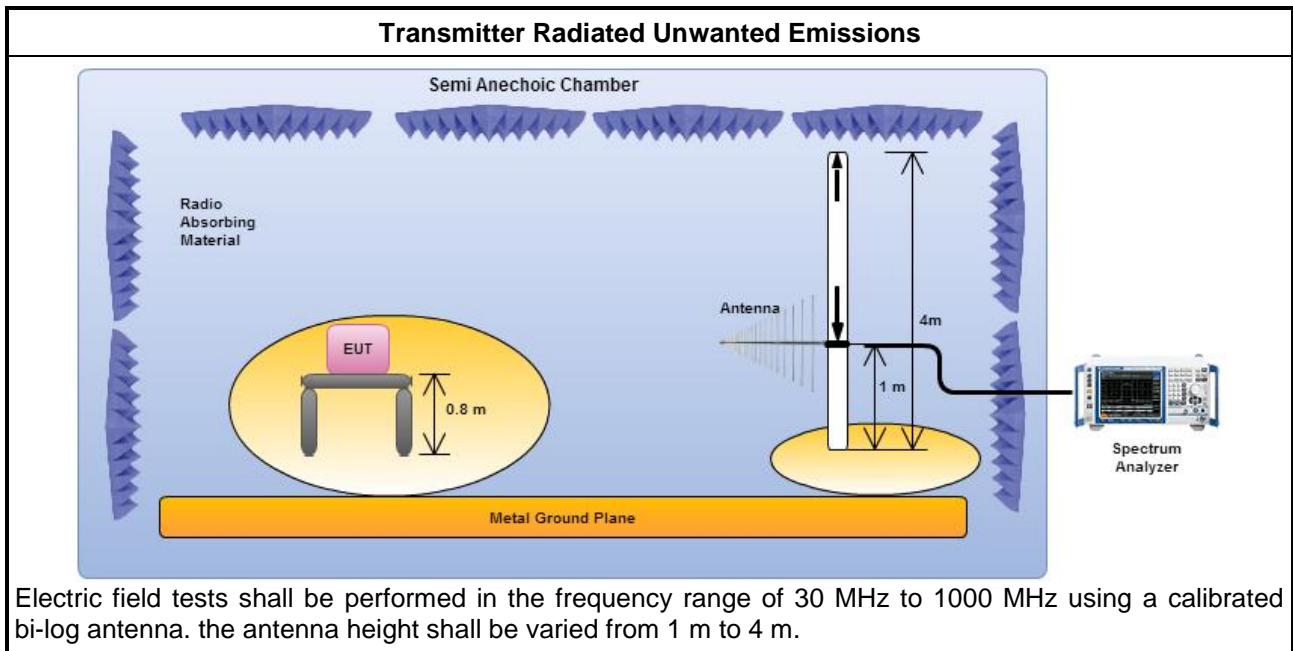 Transmitter Radiated Unwanted Emissions
Semi Anechoic Chamber
Radio
Absorbing
Material
Antenna
4m
EUT
1 m
0.8 m
Spectrum
Analyzer
Metal Ground Plane
Electric field tests shall be performed in the frequency range of 30 MHz to 1000 MHz using a calibrated
bi-log antenna. the antenna height shall be varied from 1 m to 4 m.